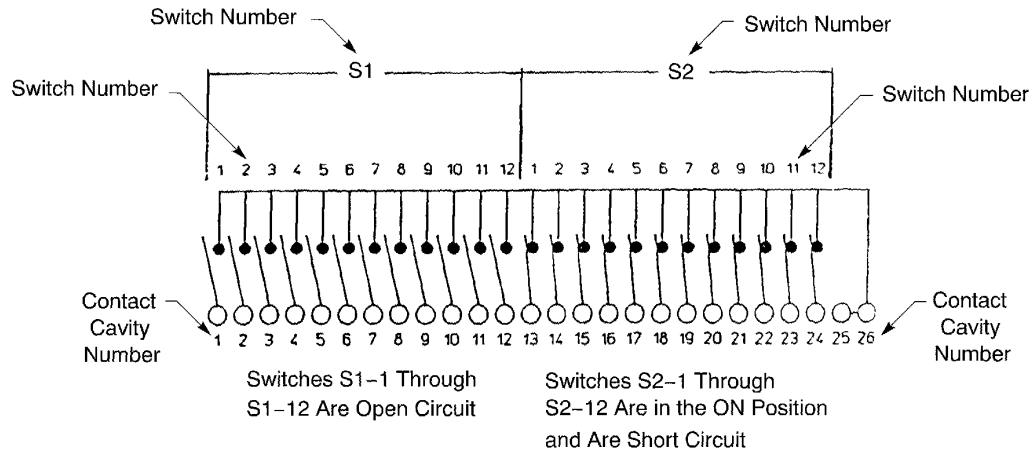 Switch Number
Switch Number
S1
S2
Switch Number
Switch Number
1 2 3 4 5 6 7 8 9 10 11 12 1 2 3 4 5 6 7 8 9 10 11 12
Contact
Cavity
Number
1 2 3 4 5 6 7 8 9 10 11 12 13 14 15 16 17 18 19 20 21 22 23 24 25 26
Contact
Cavity
Number
Switches S1–1 Through
S1–12 Are Open Circuit
Switches S2–1 Through
S2–12 Are in the ON Position
and Are Short Circuit